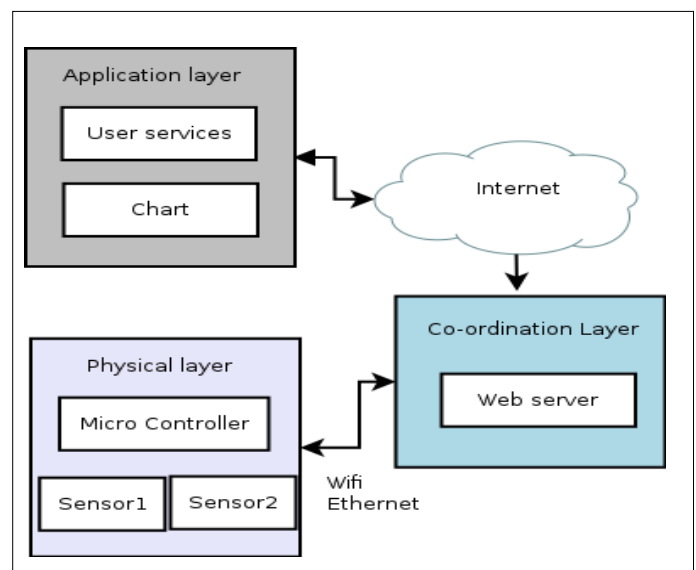 Application layer
User services
Chart
Internet
Co-ordination Layer
Web server
Physical layer
Micro Controller
Sensor1
Sensor2
Wifi
Ethernet